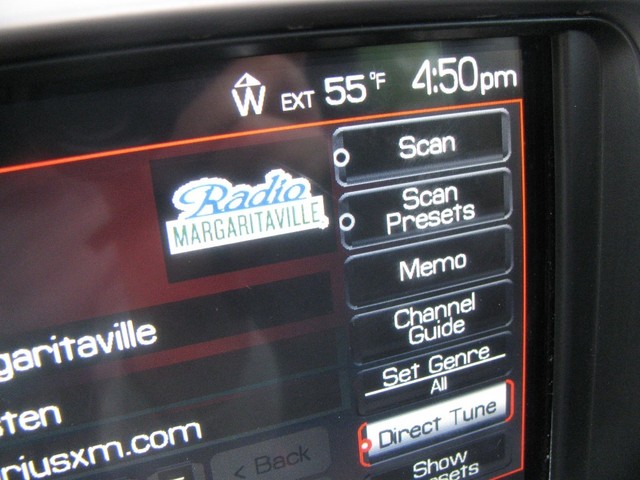 W EXT 55°F 4:50pm
Radio
MARGARITAVILLE
Scan
Scan
Presets
Memo
Channel
Guide
Set Genre
All
Direct Tune
Show
garitaville
sten
riusxm.com
< Back